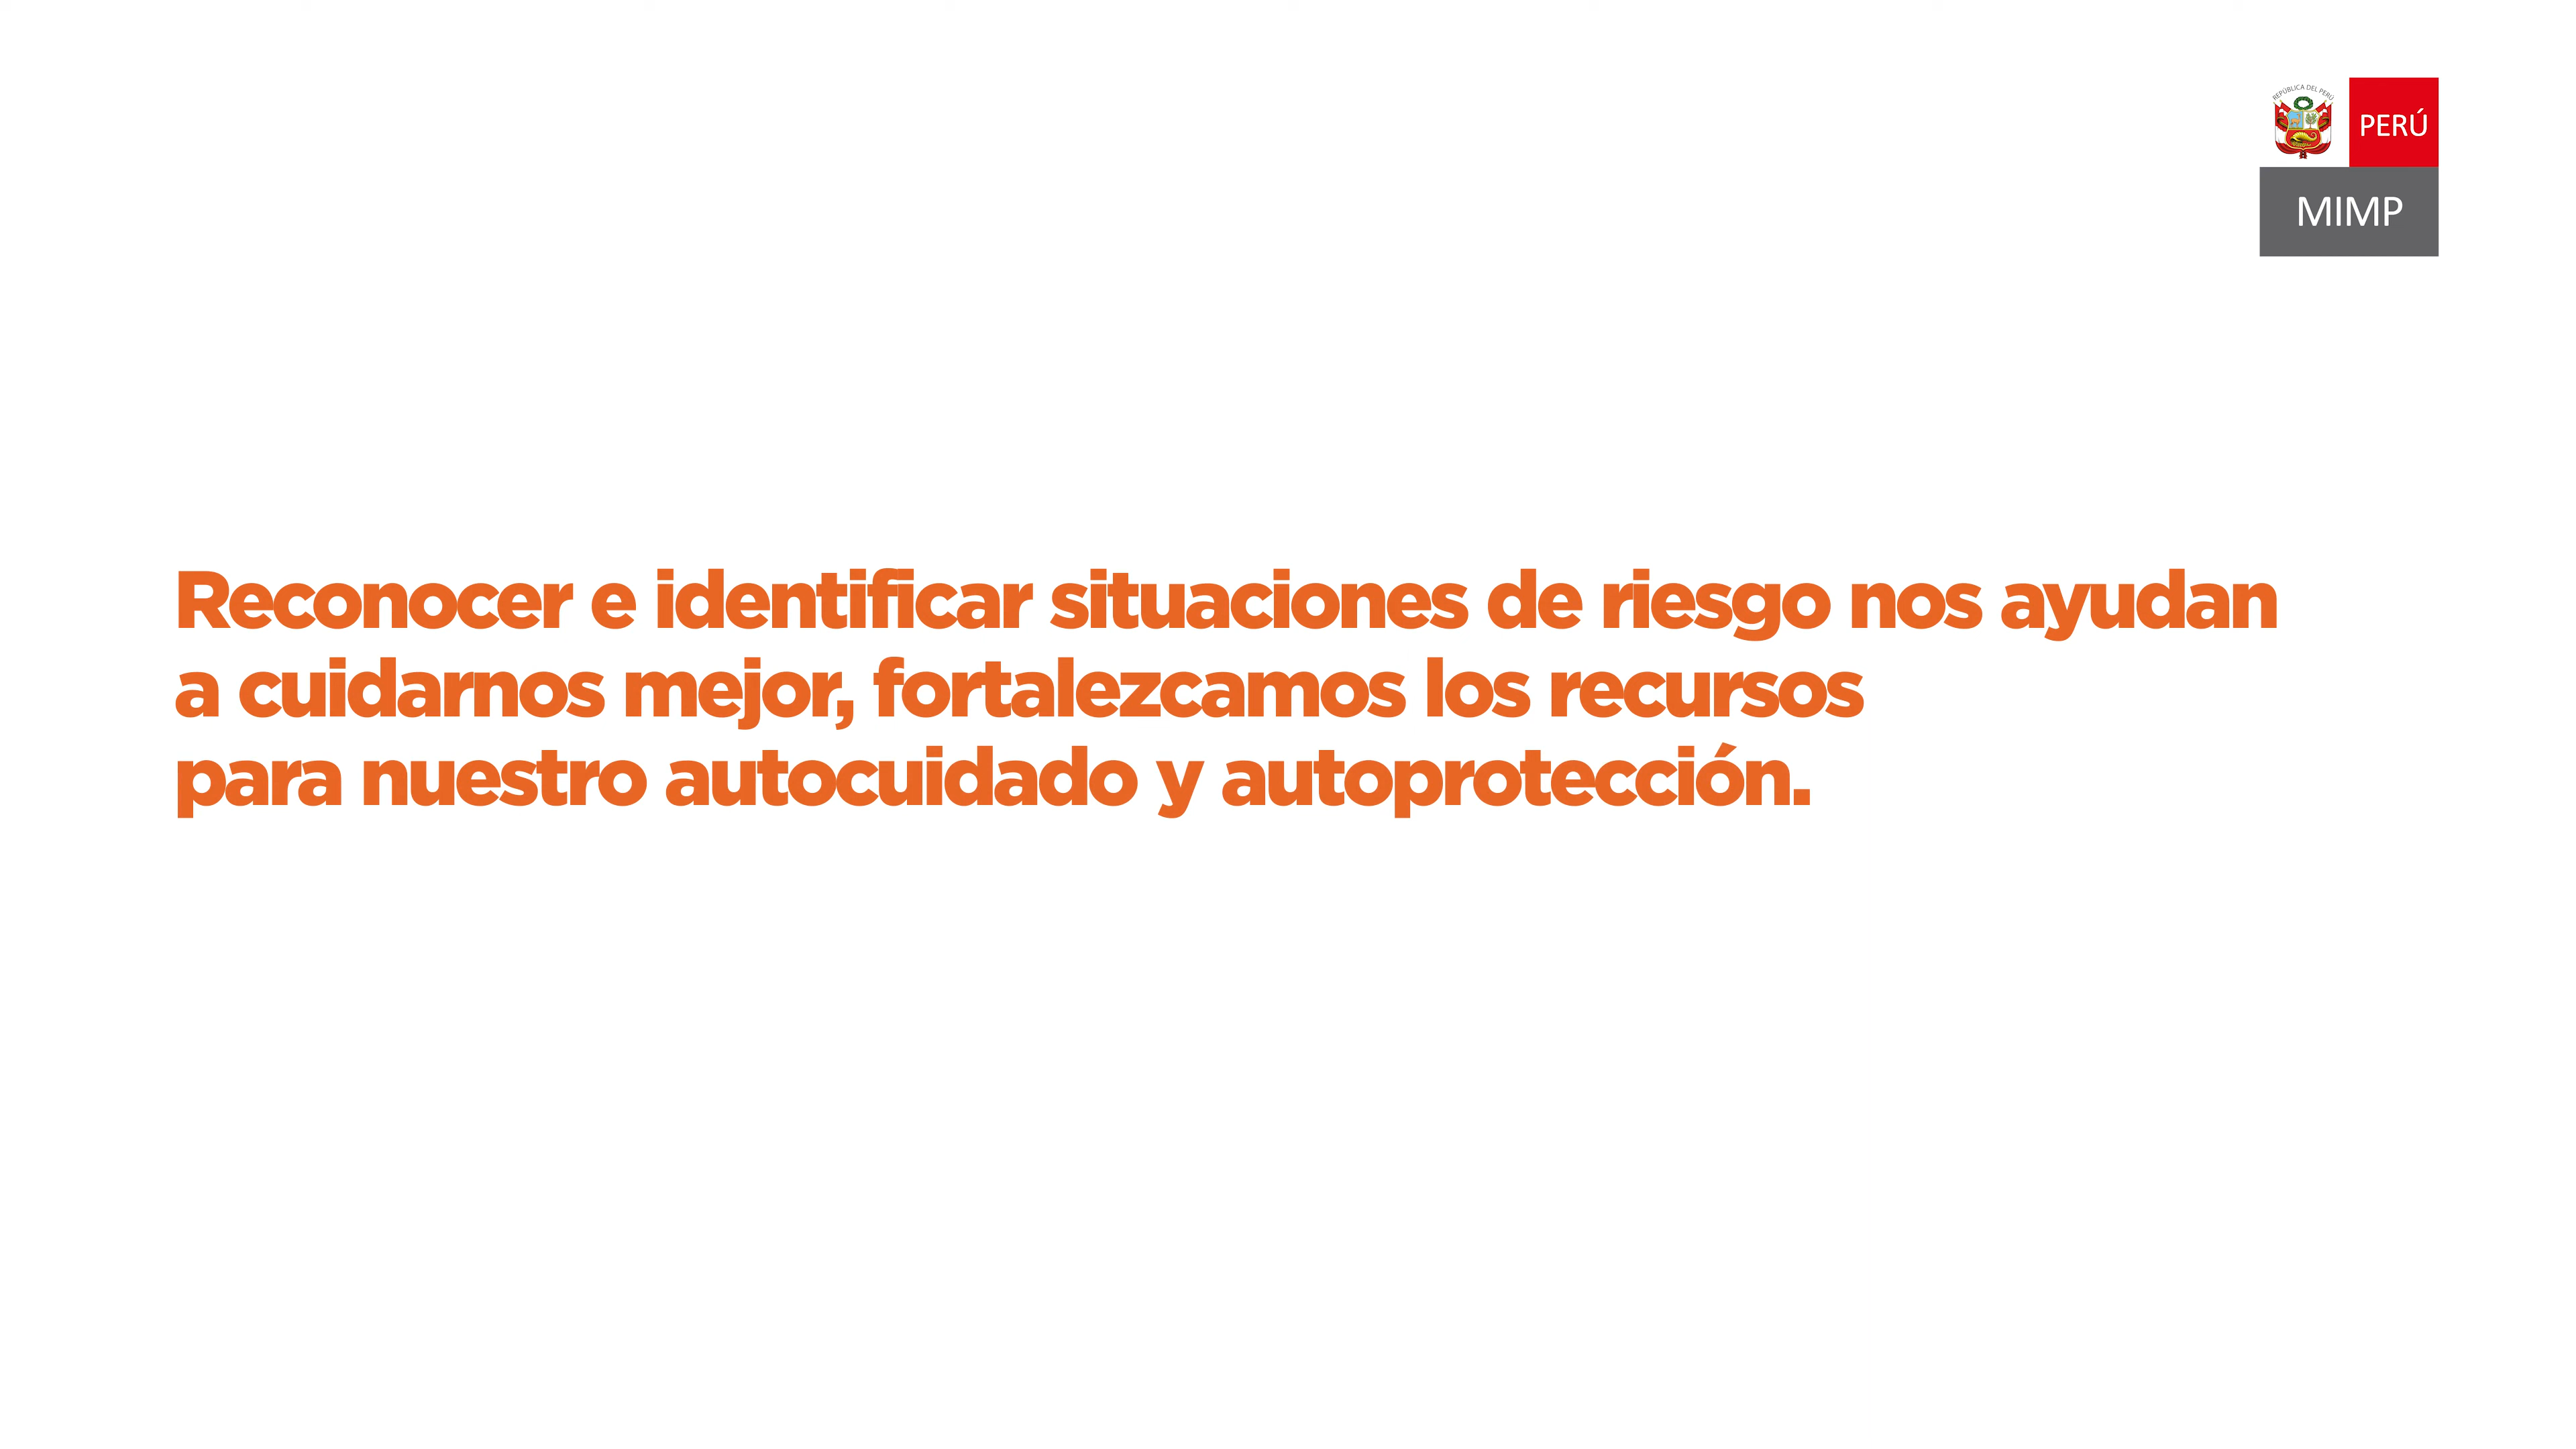 REPÚBLICA DEL PERÚ
PERÚ
MIMP
Reconocer e identificar situaciones de riesgo nos ayudan
a cuidarnos mejor, fortalezcamos los recursos
para nuestro autocuidado y autoprotección.